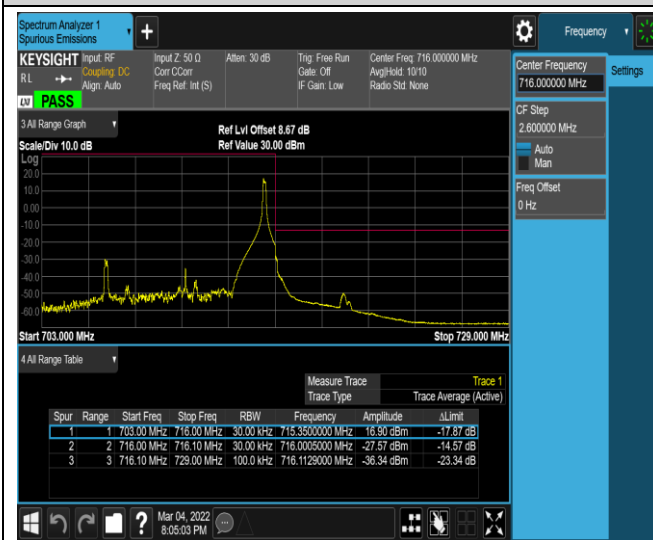 Spectrum Analyzer 1
Spurious Emissions
Frequency
KEYSIGHT Input: RF Input Z: 50 Ω Atten: 30 dB Trig: Free Run Center Freq: 716.000000 MHz
RL Coupling: DC Corr CCorr Gate: Off Avg|Hold: 10/10
Align: Auto Freq Ref: Int (S) IF Gain: Low Radio Std: None
LXI PASS
Center Frequency
716.000000 MHz
Settings
CF Step
2.600000 MHz
Auto
Man
Freq Offset
0 Hz
3 All Range Graph
Ref Lvl Offset 8.67 dB
Scale/Div 10.0 dB Ref Value 30.00 dBm
Log
20.0
10.0
0.00
-10.0
-20.0
-30.0
-40.0
-50.0
-60.0
Start 703.000 MHz Stop 729.000 MHz
4 All Range Table
Measure Trace Trace 1
Trace Type Trace Average (Active)
Spur Range Start Freq Stop Freq RBW Frequency Amplitude ΔLimit
1 1 703.00 MHz 716.00 MHz 30.00 kHz 715.3500000 MHz 16.90 dBm -17.87 dB
2 2 716.00 MHz 716.10 MHz 30.00 kHz 716.0005000 MHz -27.57 dBm -14.57 dB
3 3 716.10 MHz 729.00 MHz 100.0 kHz 716.1129000 MHz -36.34 dBm -23.34 dB
? Mar 04, 2022
8:05:03 PM